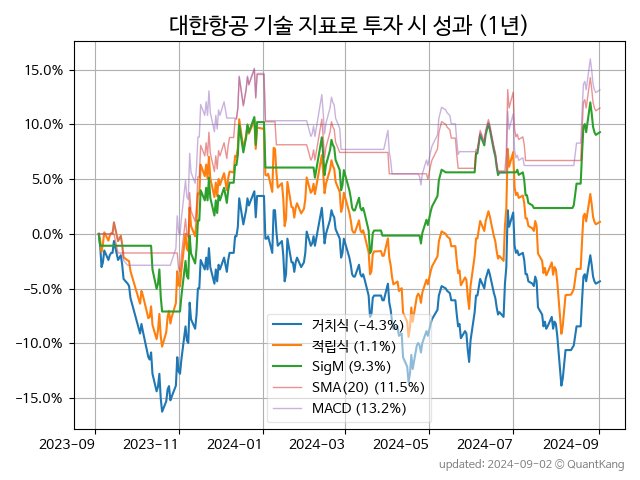 대한항공 기술 지표로 투자 시 성과 (1년)
15.0%
10.0%
5.0%
0.0%
−5.0%
−10.0%
−15.0%
거치식 (−4.3%)
적립식 (1.1%)
SigM (9.3%)
SMA(20) (11.5%)
MACD (13.2%)
2023-09 2023-11 2024-01 2024-03 2024-05 2024-07 2024-09
updated: 2024-09-02 © QuantKang